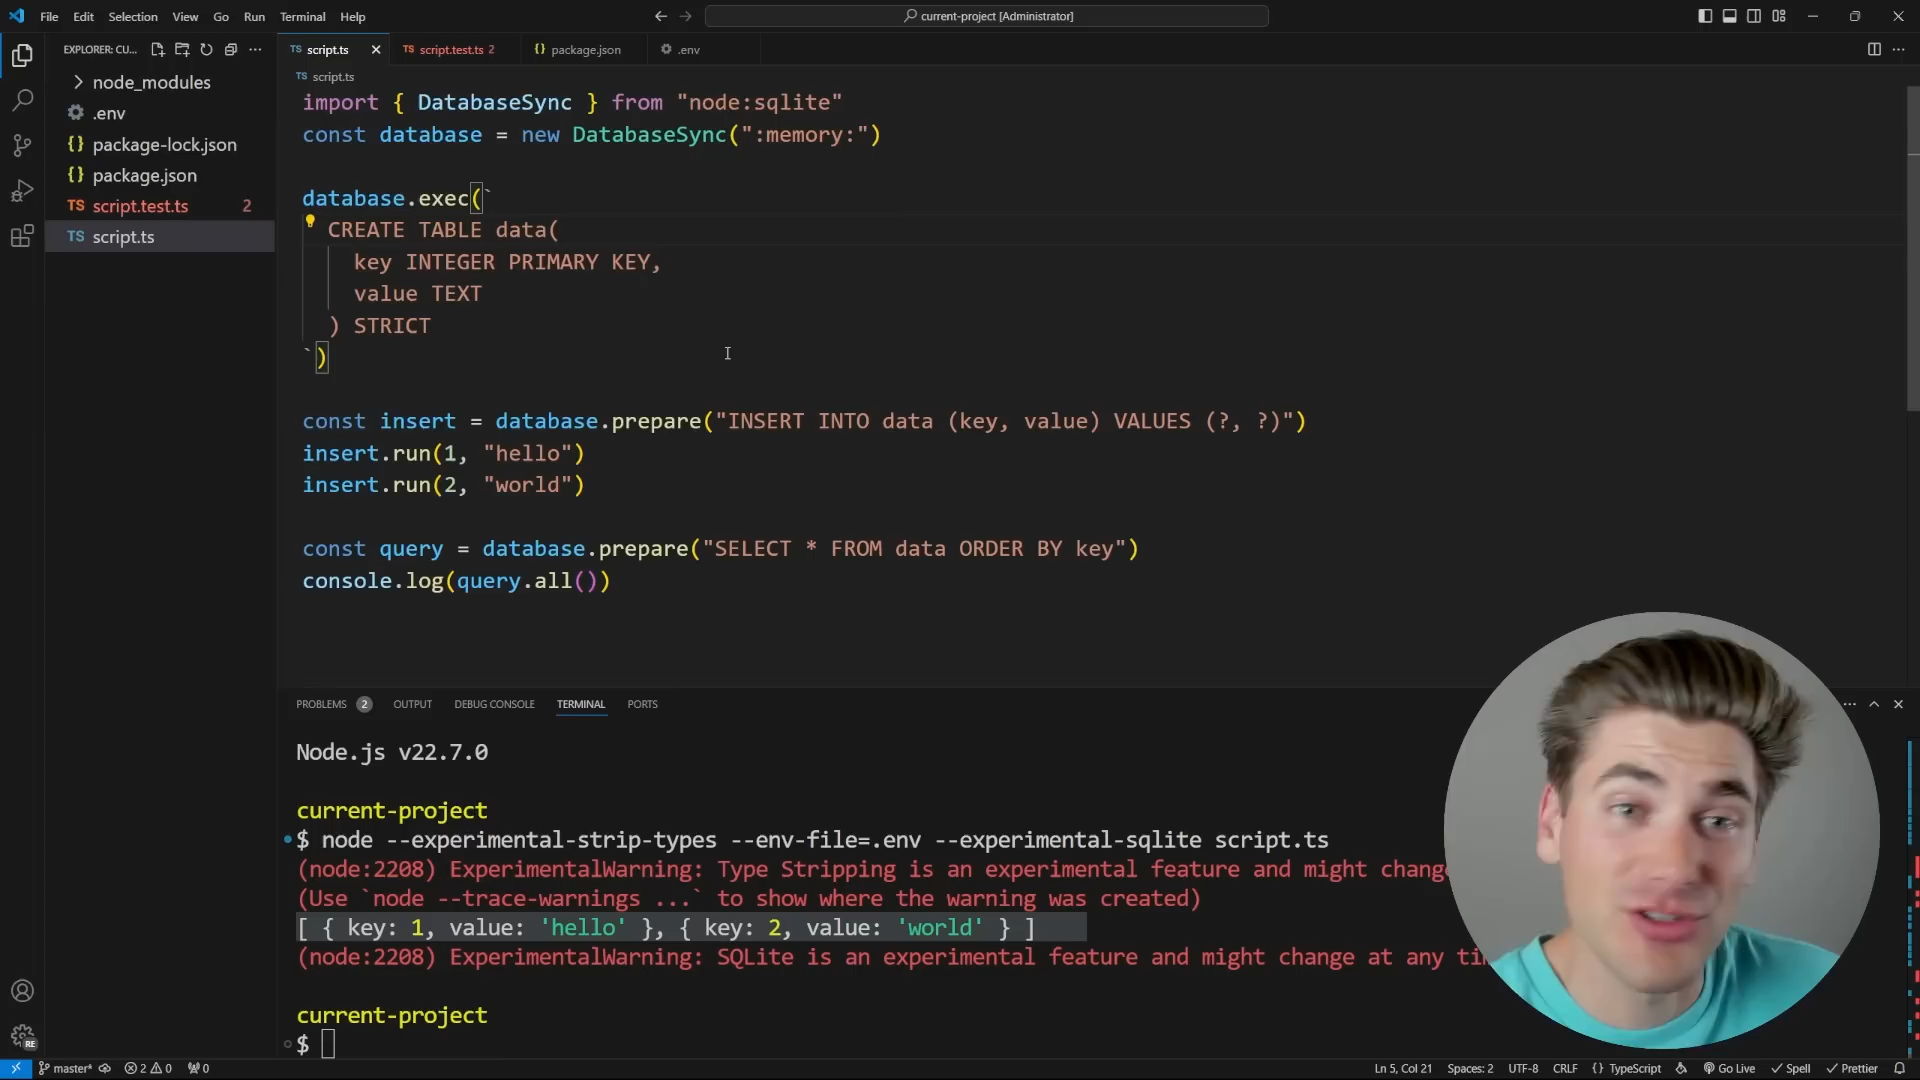 File Edit Selection View Go Run Terminal Help
current-project [Administrator]
EXPLORER: CU...
node_modules
.env
package-lock.json
package.json
TS script.test.ts 2
TS script.ts
TS script.ts
TS script.test.ts 2
{} package.json
.env
TS script.ts
import { DatabaseSync } from "node:sqlite"
const database = new DatabaseSync(":memory:")
database.exec(`
CREATE TABLE data(
key INTEGER PRIMARY KEY,
value TEXT
) STRICT
`)
const insert = database.prepare("INSERT INTO data (key, value) VALUES (?, ?)")
insert.run(1, "hello")
insert.run(2, "world")
const query = database.prepare("SELECT * FROM data ORDER BY key")
console.log(query.all())
PROBLEMS 2 OUTPUT DEBUG CONSOLE TERMINAL PORTS
Node.js v22.7.0
current-project
$ node --experimental-strip-types --env-file=.env --experimental-sqlite script.ts
(node:2208) ExperimentalWarning: Type Stripping is an experimental feature and might change
(Use `node --trace-warnings ...` to show where the warning was created)
[ { key: 1, value: 'hello' }, { key: 2, value: 'world' } ]
(node:2208) ExperimentalWarning: SQLite is an experimental feature and might change at any
current-project
$
RE
master* 2 0 0
Ln 5, Col 21 Spaces: 2 UTF-8 CRLF {} TypeScript Go Live Spell Prettier